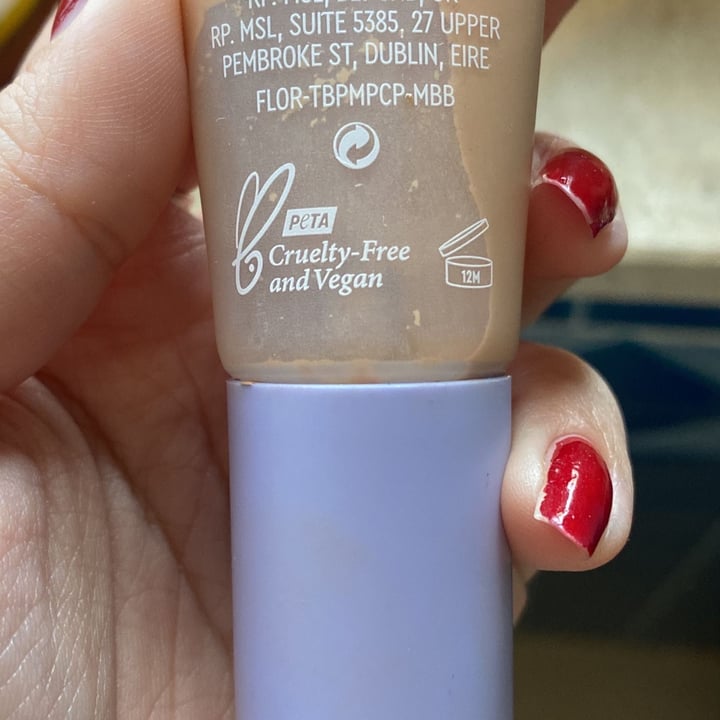 RP. MSL, SUITE 5385, 27 UPPER
PEMBROKE ST, DUBLIN, EIRE
FLOR-TBPMPCP-MBB
PeTA
Cruelty-Free
and Vegan
12M